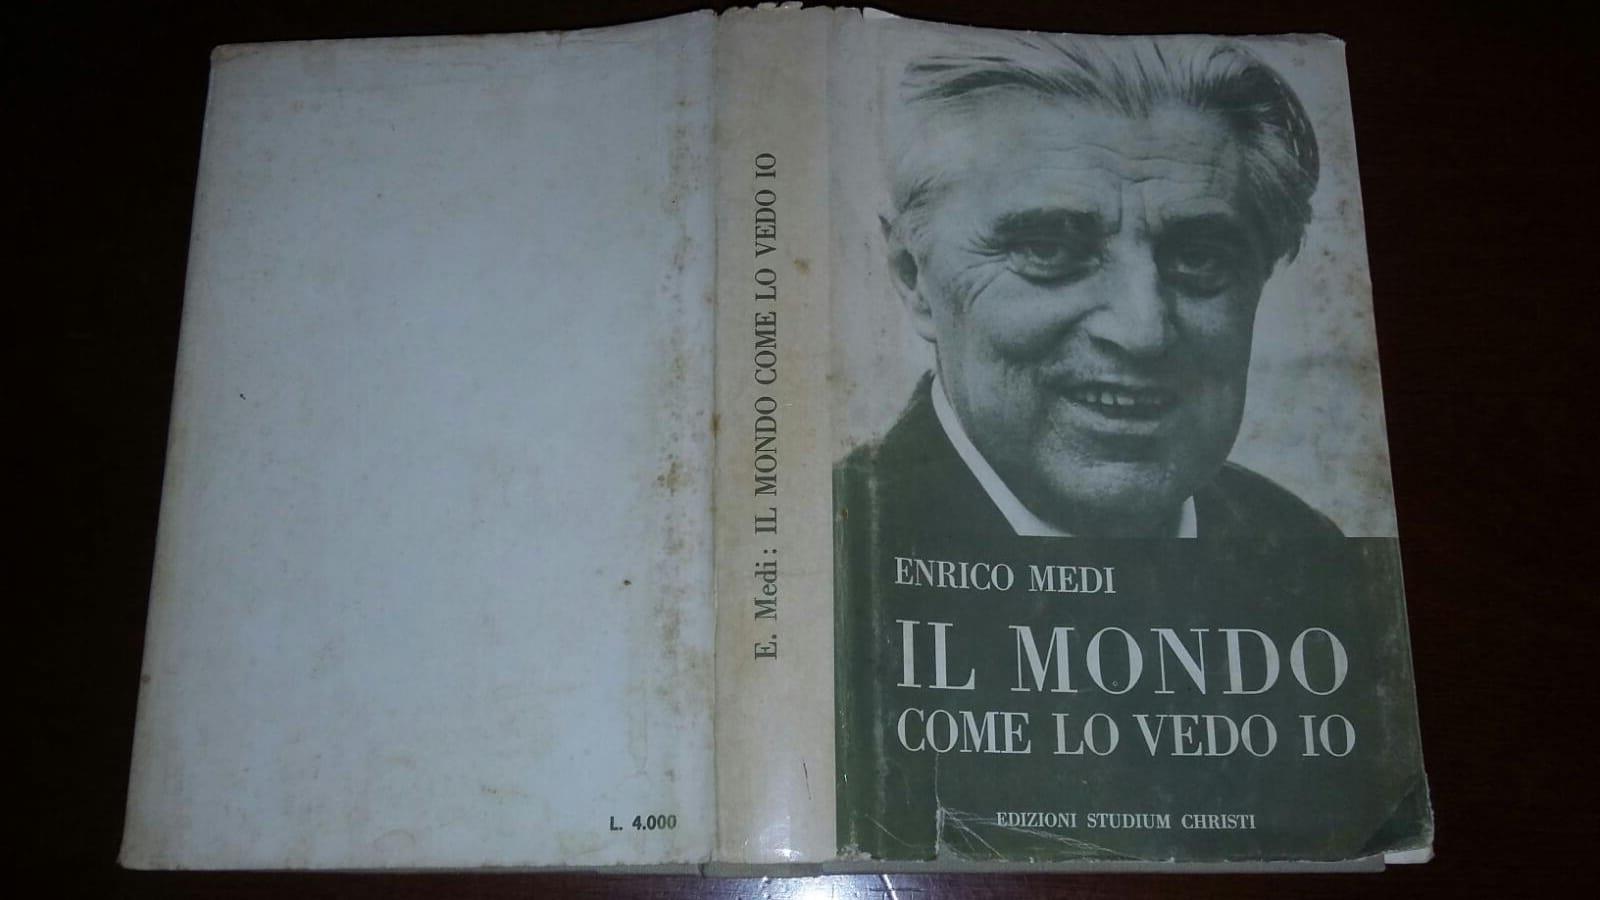 L. 4.000
E. Medi: IL MONDO COME LO VEDO IO
ENRICO MEDI
IL MONDO
COME LO VEDO IO
EDIZIONI STUDIUM CHRISTI